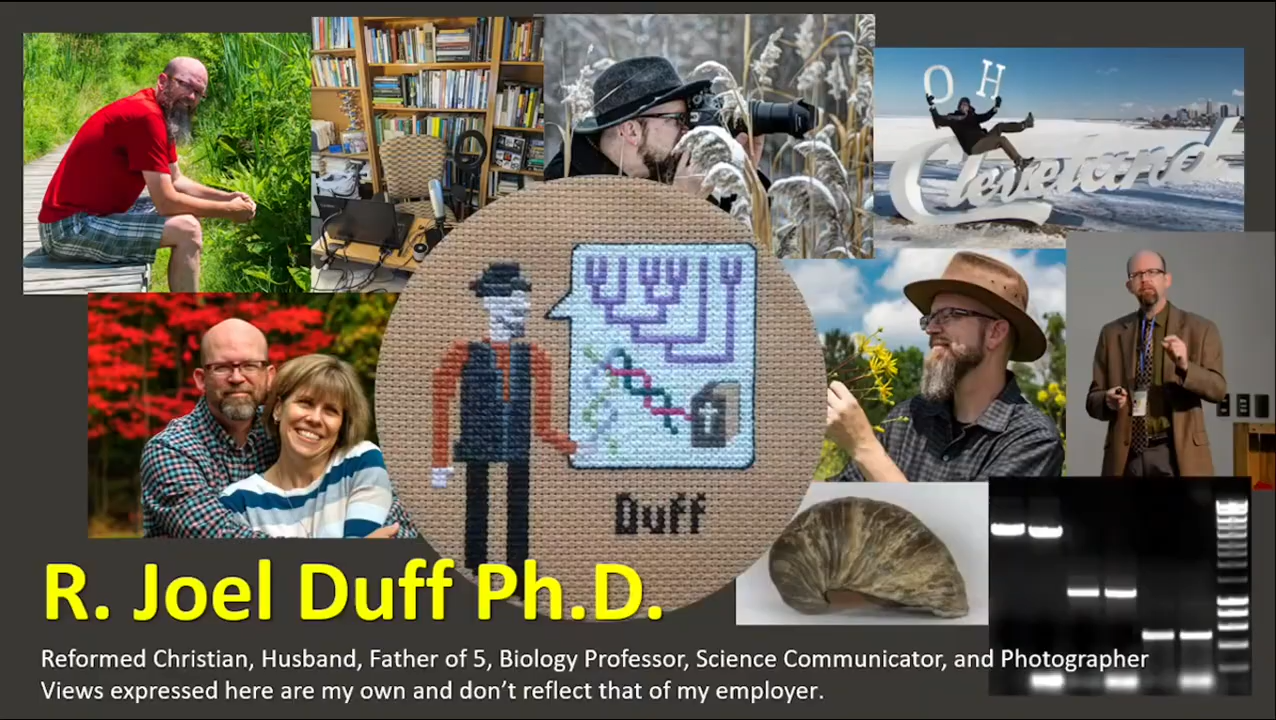 O H
Cleveland
Duff
R. Joel Duff Ph.D.
Reformed Christian, Husband, Father of 5, Biology Professor, Science Communicator, and Photographer
Views expressed here are my own and don't reflect that of my employer.